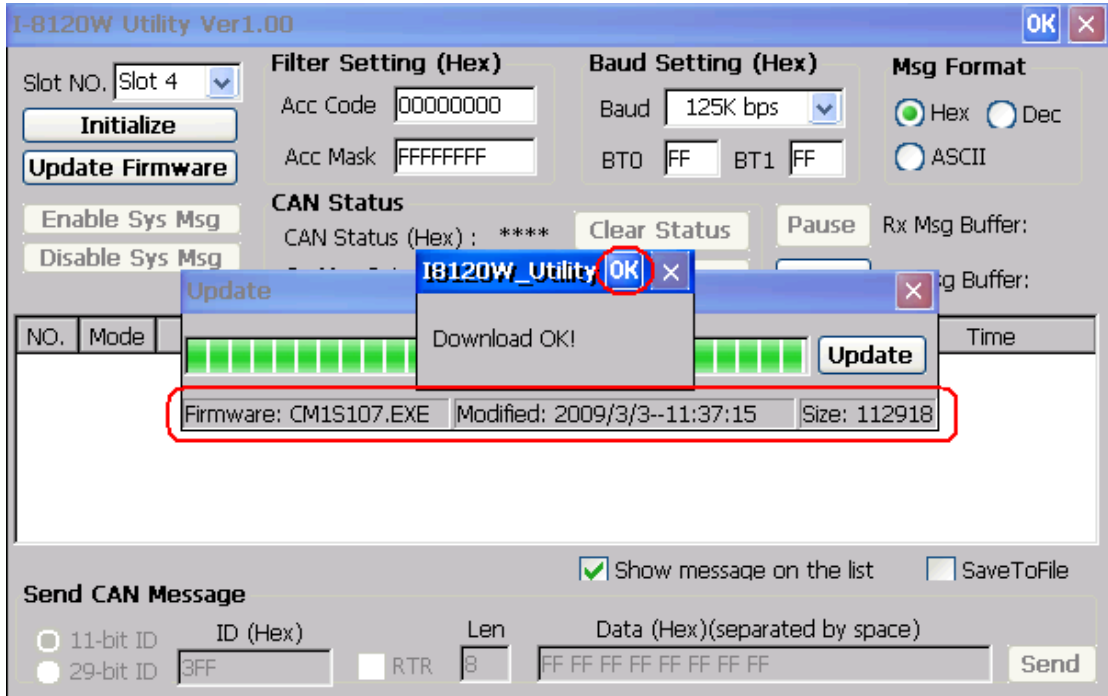 I-8120W Utility Ver1.00 OK
Slot NO. Slot 4
Initialize
Update Firmware
Enable Sys Msg
Disable Sys Msg
Filter Setting (Hex)
Acc Code 00000000
Acc Mask FFFFFFFF
Baud Setting (Hex)
Baud 125K bps
BT0 FF BT1 FF
Msg Format
Hex Dec
ASCII
CAN Status
CAN Status (Hex) : **** Clear Status
Pause Rx Msg Buffer:
Buffer:
I8120W_Utility OK
Download OK!
Update
Update
Firmware: CM1S107.EXE Modified: 2009/3/3--11:37:15 Size: 112918
NO. Mode Time
Show message on the list SaveToFile
Send CAN Message
11-bit ID
29-bit ID
ID (Hex)
3FF
RTR
Len
8
Data (Hex)(separated by space)
FF FF FF FF FF FF FF FF
Send